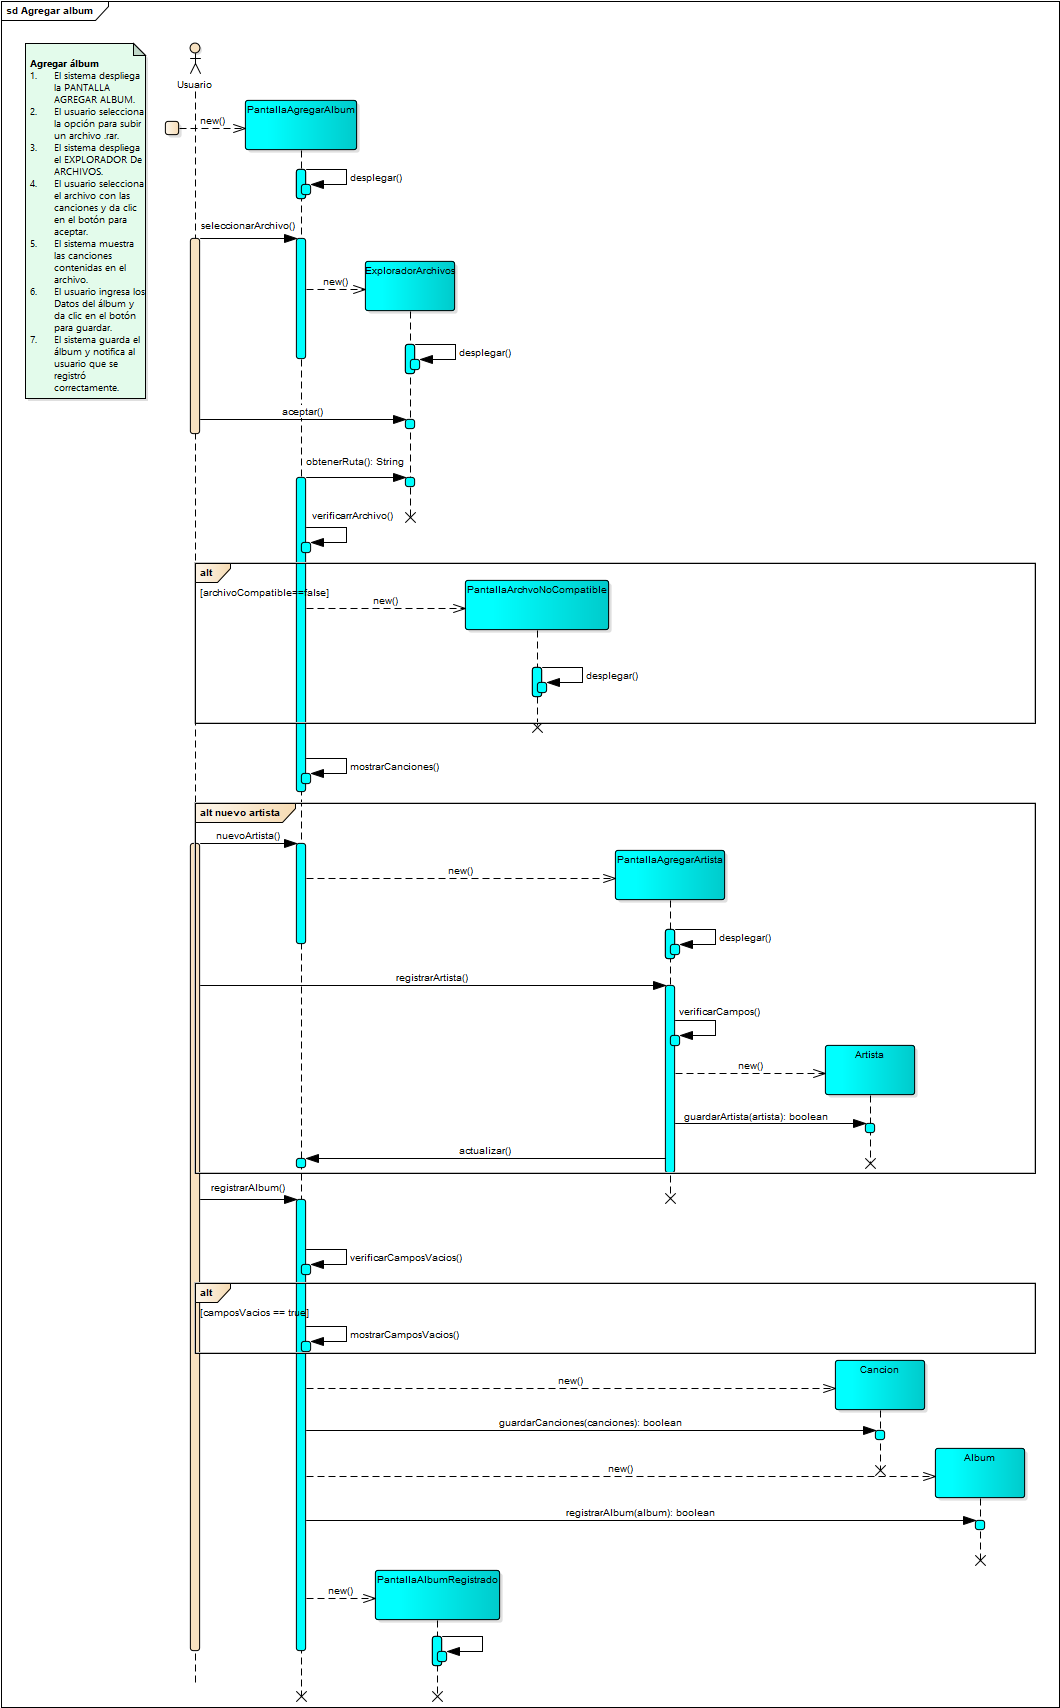 sd Agregar album
Agregar álbum
1. El sistema despliega
la PANTALLA
AGREGAR ALBUM.
2. El usuario selecciona
la opción para subir
un archivo .rar.
3. El sistema despliega
el EXPLORADOR De
ARCHIVOS.
4. El usuario selecciona
el archivo con las
canciones y da clic
en el botón para
aceptar.
5. El sistema muestra
las canciones
contenidas en el
archivo.
6. El usuario ingresa los
Datos del álbum y
da clic en el botón
para guardar.
7. El sistema guarda el
álbum y notifica al
usuario que se
registró
correctamente.
Usuario
PantallaAgregarAlbum
new()
desplegar()
seleccionarArchivo()
ExploradorArchivos
new()
desplegar()
aceptar()
obtenerRuta(): String
verificarrArchivo()
alt
[archivoCompatible==false]
PantallaArchvoNoCompatible
new()
desplegar()
mostrarCanciones()
alt nuevo artista
nuevoArtista()
PantallaAgregarArtista
new()
desplegar()
registrarArtista()
verificarCampos()
Artista
new()
guardarArtista(artista): boolean
actualizar()
registrarAlbum()
verificarCamposVacios()
alt
[camposVacios == true]
mostrarCamposVacios()
Cancion
new()
guardarCanciones(canciones): boolean
Album
new()
registrarAlbum(album): boolean
PantallaAlbumRegistrado
new()